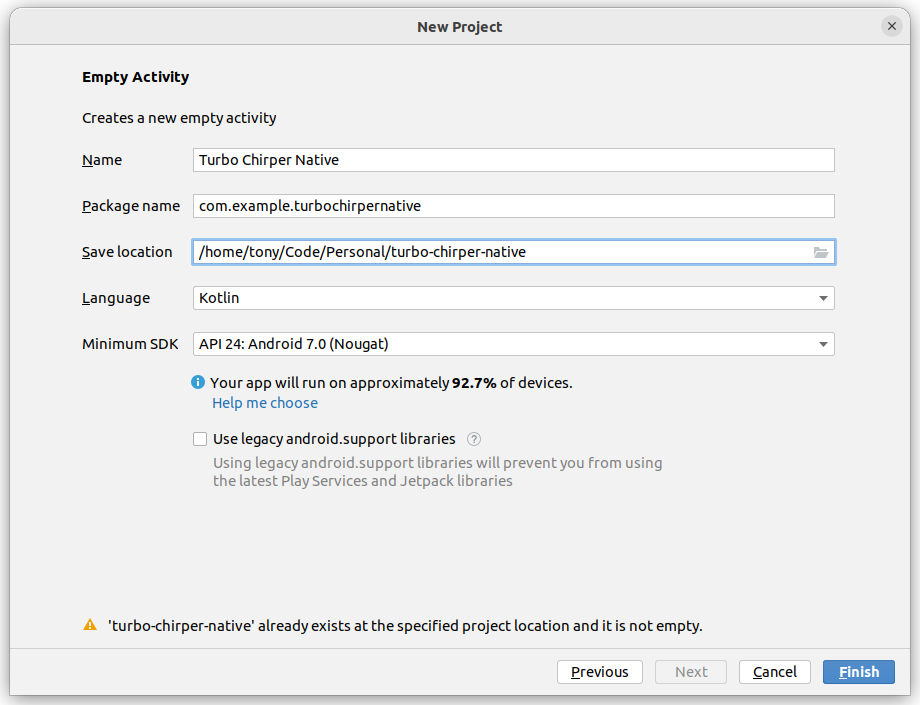 New Project
Empty Activity
Creates a new empty activity
Name Turbo Chirper Native
Package name com.example.turbochirpernative
Save location /home/tony/Code/Personal/turbo-chirper-native
Language Kotlin
Minimum SDK API 24: Android 7.0 (Nougat)
Your app will run on approximately 92.7% of devices.
Help me choose
Use legacy android.support libraries ?
Using legacy android.support libraries will prevent you from using
the latest Play Services and Jetpack libraries
'turbo-chirper-native' already exists at the specified project location and it is not empty.
Previous Next Cancel Finish